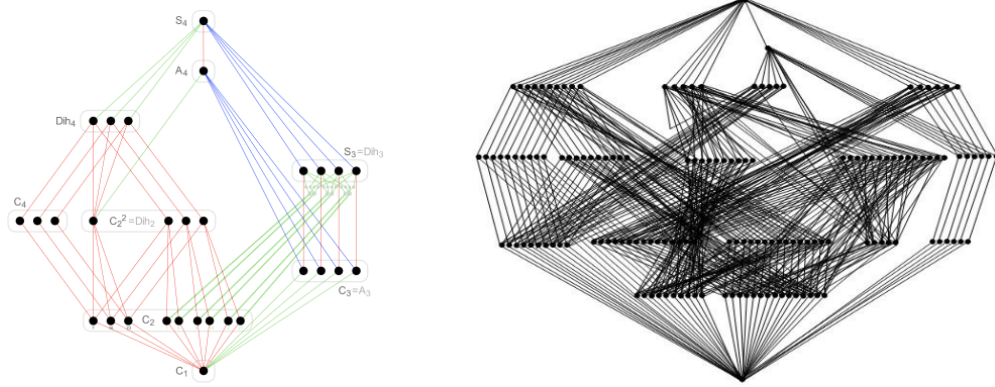 S₄
A₄
Dih₄
S₃=Dih₃
C₄
C₂²=Dih₂
C₃=A₃
C₂
C₁